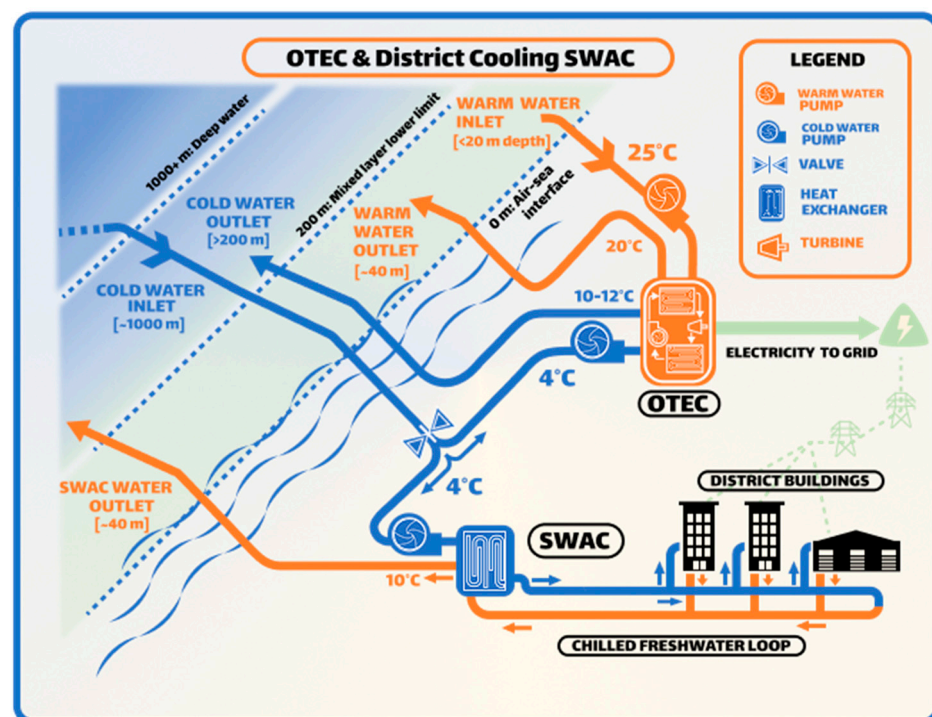 OTEC & District Cooling SWAC
LEGEND
WARM WATER
PUMP
COLD WATER
PUMP
VALVE
HEAT
EXCHANGER
TURBINE
1000+ m: Deep water
200 m: Mixed layer lower limit
0 m: Air-sea
interface
WARM WATER
INLET
[<20 m depth]
25°C
COLD WATER
OUTLET
[>200 m]
WARM
WATER
OUTLET
[~40 m]
20°C
COLD WATER
INLET
[~1000 m]
10-12°C
4°C
ELECTRICITY TO GRID
OTEC
4°C
SWAC WATER
OUTLET
[~40 m]
DISTRICT BUILDINGS
SWAC
10°C
CHILLED FRESHWATER LOOP